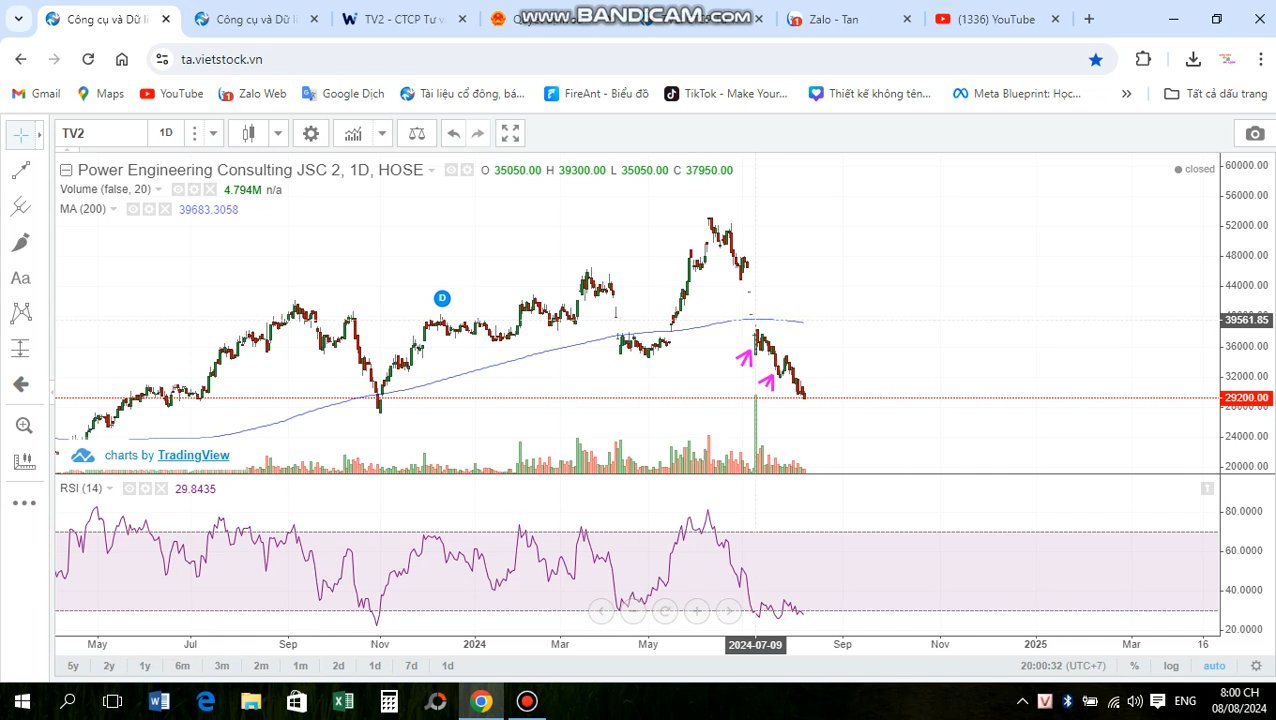 Công cụ và Dữ li
Công cụ và Dữ li
TV2 - CTCP Tư v
WWW.BANDICAM.COM
Zalo - Tan
(1336) YouTube
ta.vietstock.vn
Gmail
Maps
YouTube
Zalo Web
Google Dịch
Tài liệu cổ đông, bá...
FireAnt - Biểu đồ
TikTok - Make Your...
Thiết kế không tên...
Meta Blueprint: Học...
»
Tất cả dấu trang
TV2
1D
Power Engineering Consulting JSC 2, 1D, HOSE
O 35050.00 H 39300.00 L 35050.00 C 37950.00
closed
Volume (false, 20)
4.794M n/a
MA (200)
39683.3058
Aa
D
60000.00
56000.00
52000.00
48000.00
44000.00
39561.85
36000.00
32000.00
29200.00
24000.00
20000.00
charts by TradingView
RSI (14)
29.8435
80.0000
60.0000
40.0000
20.0000
May
Jul
Sep
Nov
2024
Mar
May
2024-07-09
Sep
Nov
2025
Mar
16
5y
2y
1y
6m
3m
2m
1m
2d
1d
7d
1d
20:00:32 (UTC+7)
%
log
auto
ENG
8:00 CH
08/08/2024